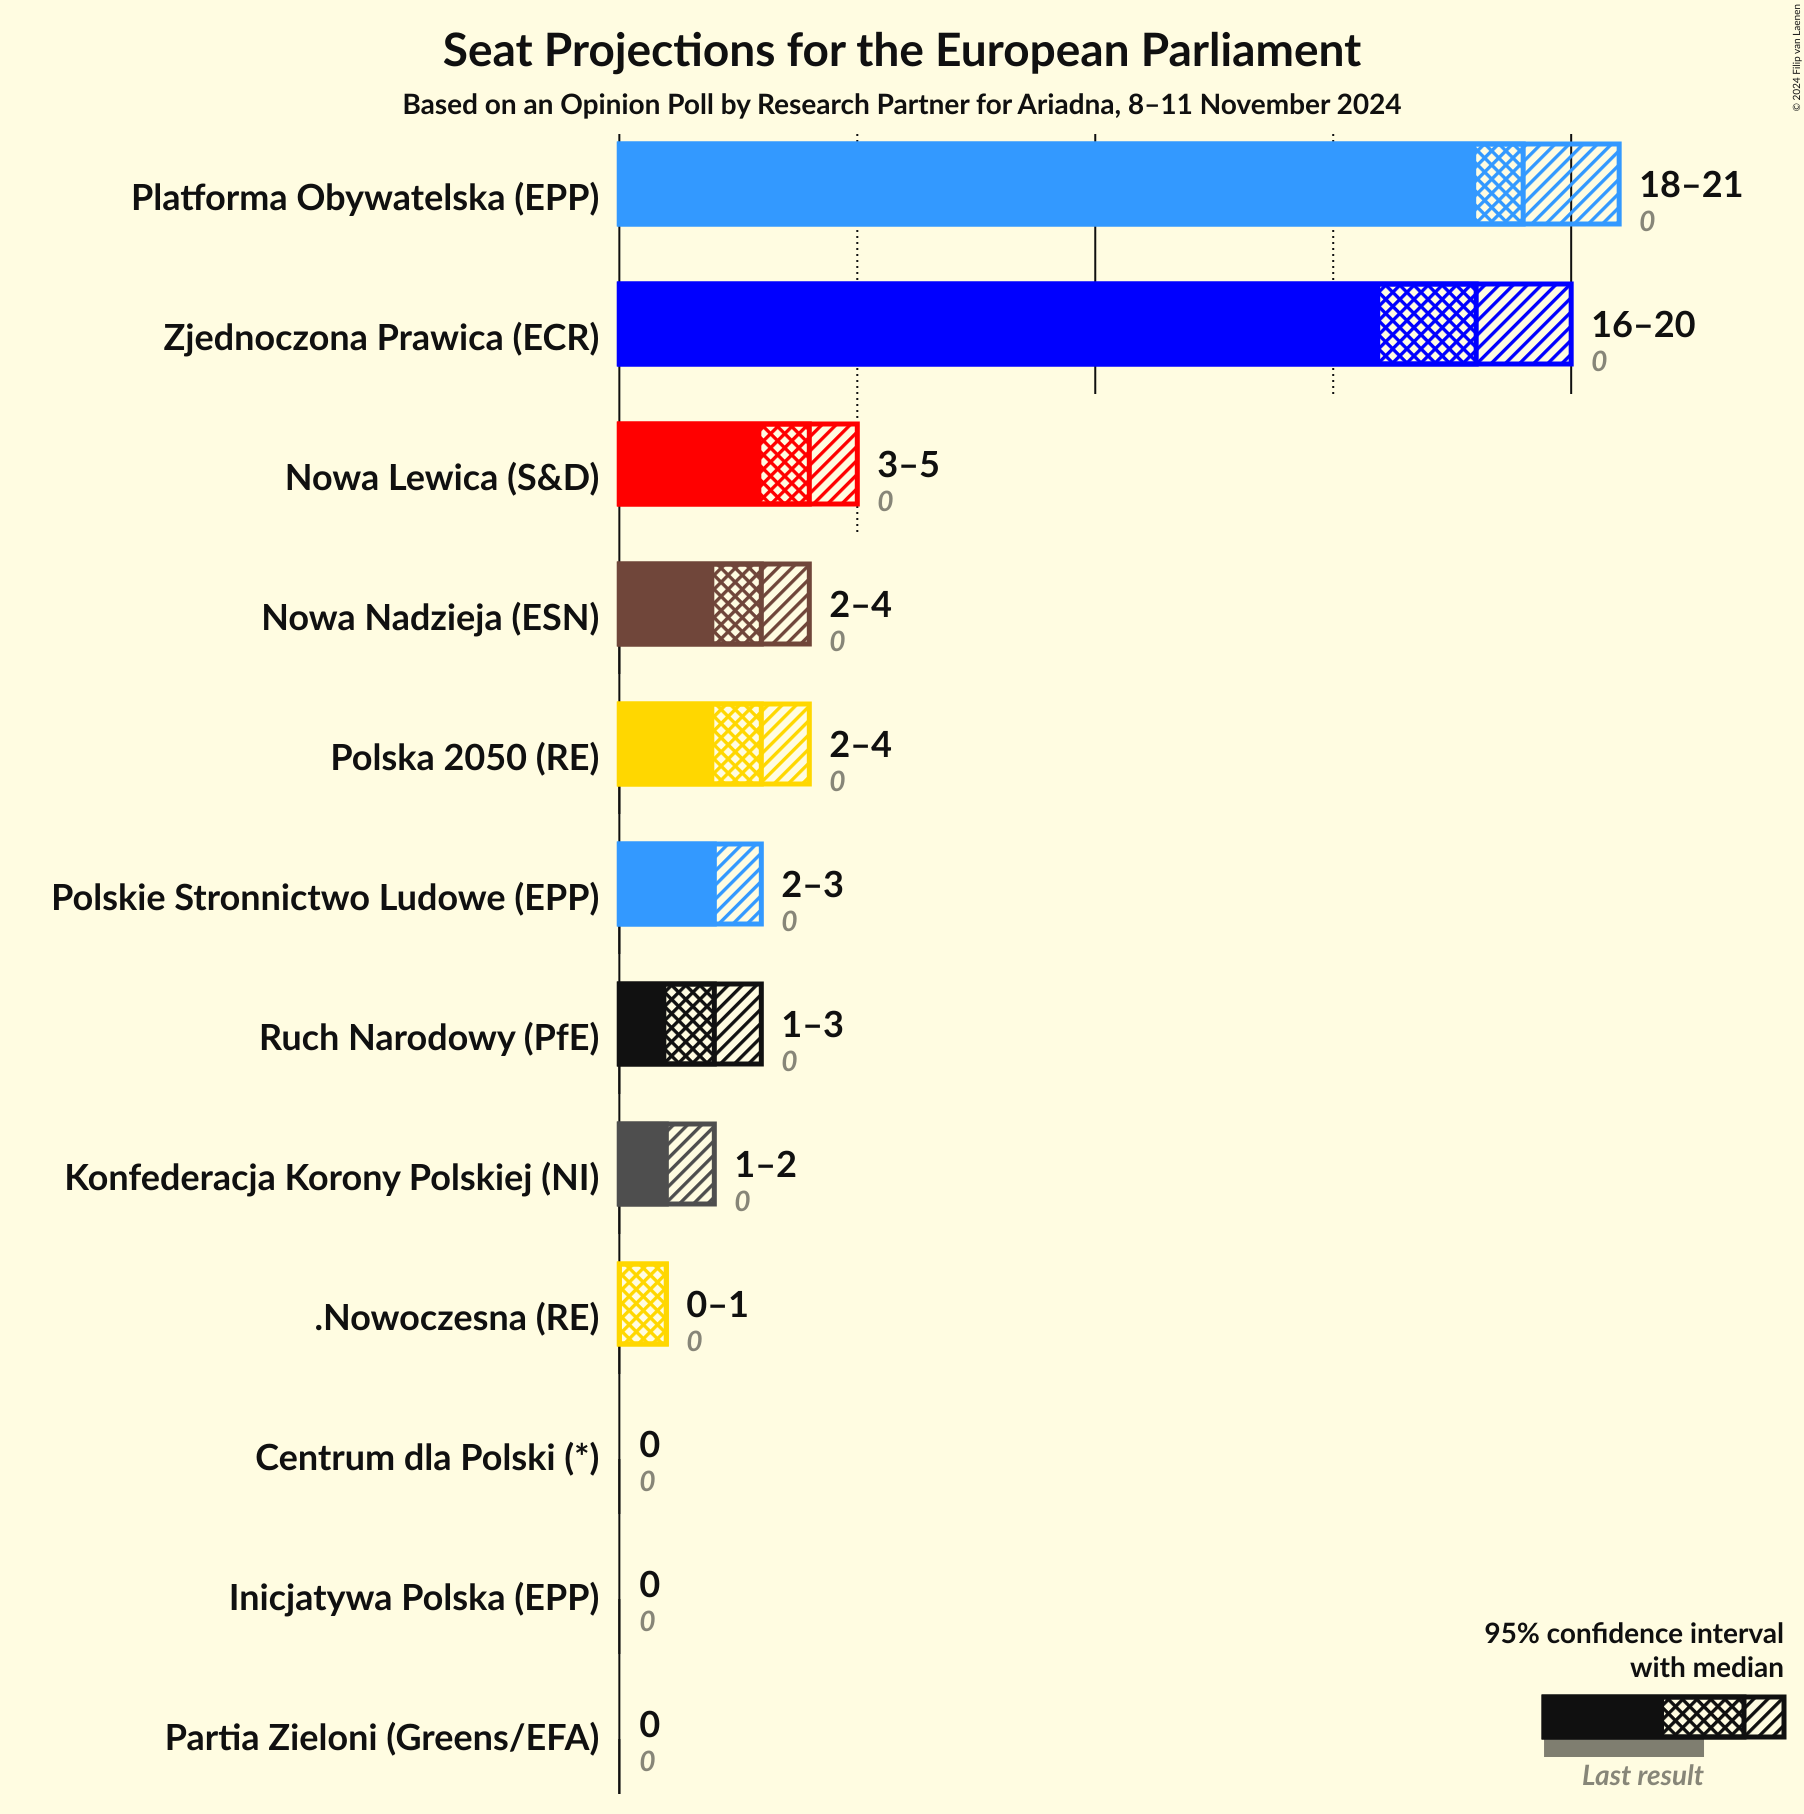 Seat Projections for the European Parliament
Based on an Opinion Poll by Research Partner for Ariadna, 8–11 November 2024
© 2024 Filip van Laenen
Platforma Obywatelska (EPP)
18–21
0
Zjednoczona Prawica (ECR)
16–20
0
Nowa Lewica (S&D)
3–5
0
Nowa Nadzieja (ESN)
2–4
0
Polska 2050 (RE)
2–4
0
Polskie Stronnictwo Ludowe (EPP)
2–3
0
Ruch Narodowy (PfE)
1–3
0
Konfederacja Korony Polskiej (NI)
1–2
0
.Nowoczesna (RE)
0–1
0
Centrum dla Polski (*)
0
0
Inicjatywa Polska (EPP)
0
0
Partia Zieloni (Greens/EFA)
0
0
95% confidence interval
with median
Last result